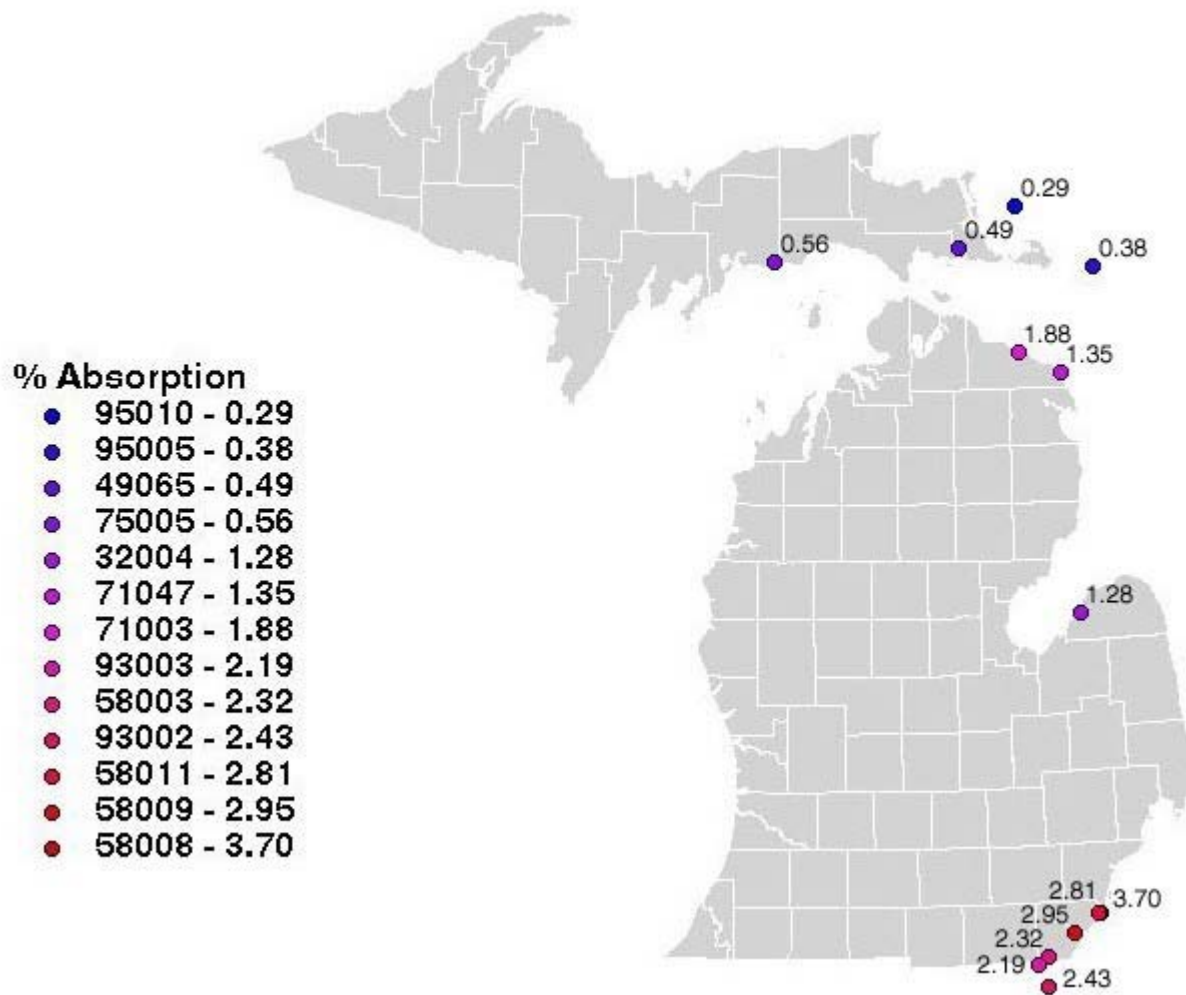 0.29
0.49
0.56
0.38
1.88
1.35
% Absorption
95010 - 0.29
95005 - 0.38
49065 - 0.49
75005 - 0.56
32004 - 1.28
71047 - 1.35
71003 - 1.88
93003 - 2.19
58003 - 2.32
93002 - 2.43
58011 - 2.81
58009 - 2.95
58008 - 3.70
1.28
2.81
3.70
2.95
2.32
2.19
2.43